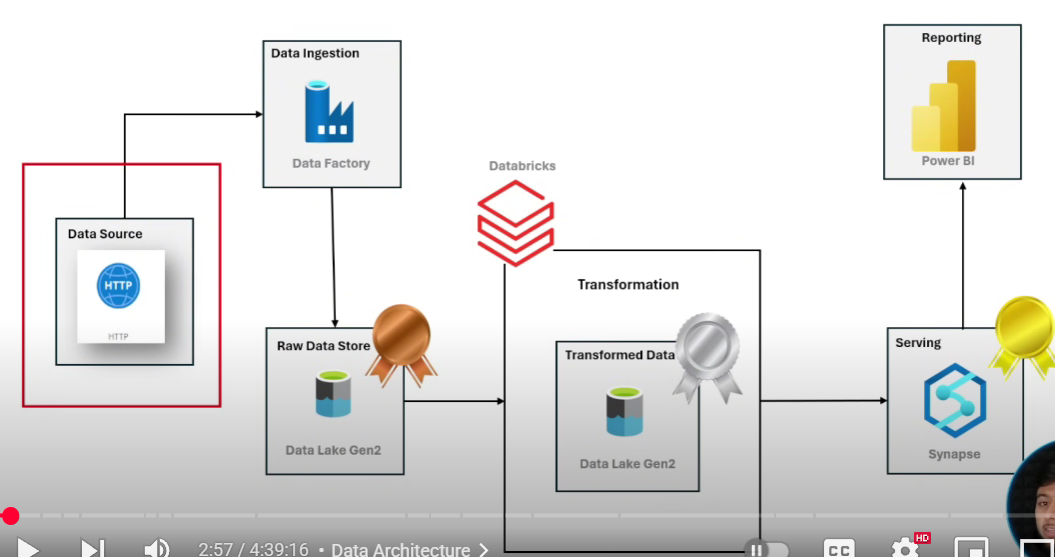 Data Ingestion
Data Factory
Reporting
Power BI
Databricks
Data Source
HTTP
HTTP
Transformation
Raw Data Store
Data Lake Gen2
Transformed Data
Data Lake Gen2
Serving
Synapse
2:57 / 4:39:16 • Data Architecture >
CC
HD